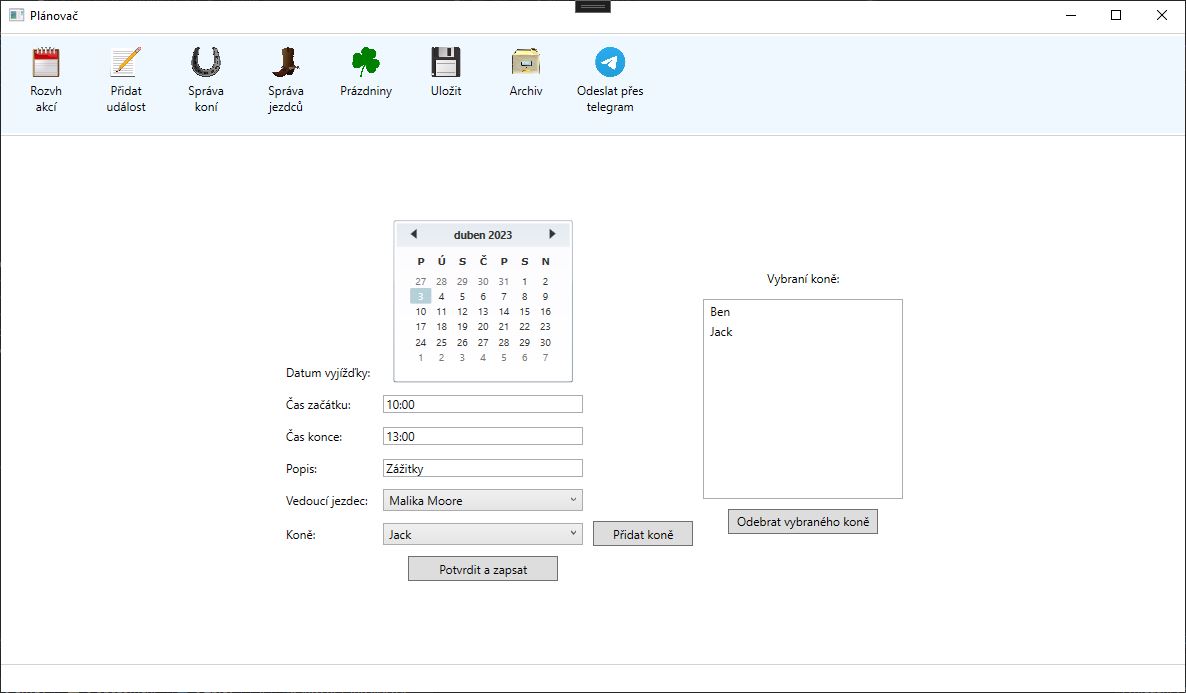 Plánovač
Rozvh
akcí
Přidat
událost
Správa
koní
Správa
jezdců
Prázdniny
Uložit
Archiv
Odeslat přes
telegram
duben 2023
P Ú S Č P S N
27 28 29 30 31 1 2
3 4 5 6 7 8 9
10 11 12 13 14 15 16
17 18 19 20 21 22 23
24 25 26 27 28 29 30
1 2 3 4 5 6 7
Datum vyjížďky:
Čas začátku: 10:00
Čas konce: 13:00
Popis: Zážitky
Vedoucí jezdec: Malika Moore
Koně: Jack Přidat koně
Potvrdit a zapsat
Vybraní koně:
Ben
Jack
Odebrat vybraného koně